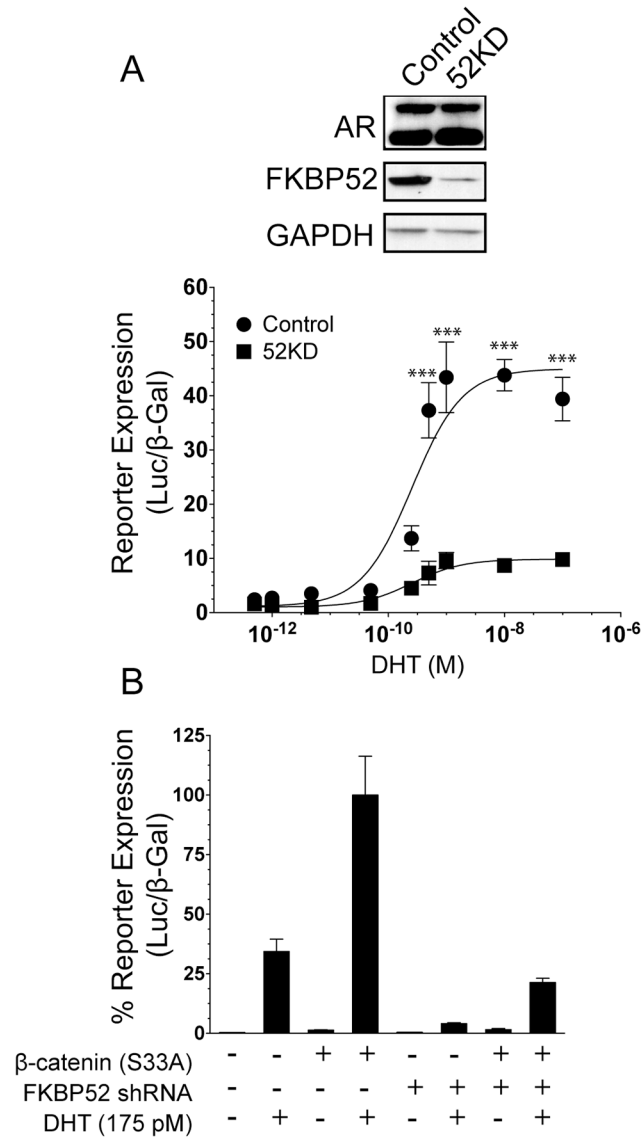 A
Control
52KD
AR
FKBP52
GAPDH
Reporter Expression
(Luc/β-Gal)
60
50
40
30
20
10
0
Control
52KD
***
***
***
***
10-12
10-10
10-8
10-6
DHT (M)
B
% Reporter Expression
(Luc/β-Gal)
125
100
75
50
25
0
β-catenin (S33A) - - + + - - + +
FKBP52 shRNA - - - - + + + +
DHT (175 pM) - + - + - + - +